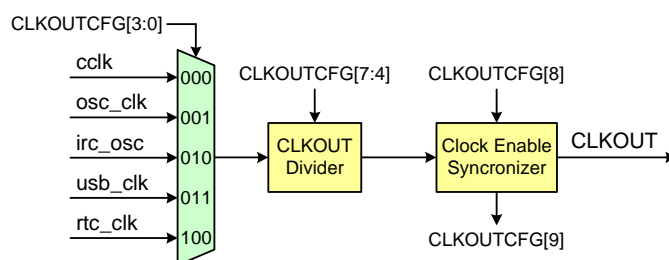 CLKOUTCFG[3:0]
cclk
000
CLKOUTCFG[7:4]
CLKOUTCFG[8]
osc_clk
001
irc_osc
010
CLKOUT
Divider
Clock Enable
Syncronizer
CLKOUT
usb_clk
011
rtc_clk
100
CLKOUTCFG[9]